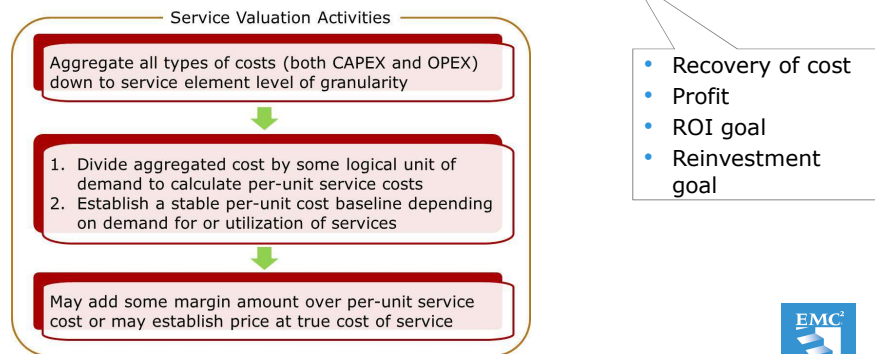 Service Valuation Activities
Aggregate all types of costs (both CAPEX and OPEX)
down to service element level of granularity
1. Divide aggregated cost by some logical unit of
demand to calculate per-unit service costs
2. Establish a stable per-unit cost baseline depending
on demand for or utilization of services
May add some margin amount over per-unit service
cost or may establish price at true cost of service
• Recovery of cost
• Profit
• ROI goal
• Reinvestment
goal
EMC²